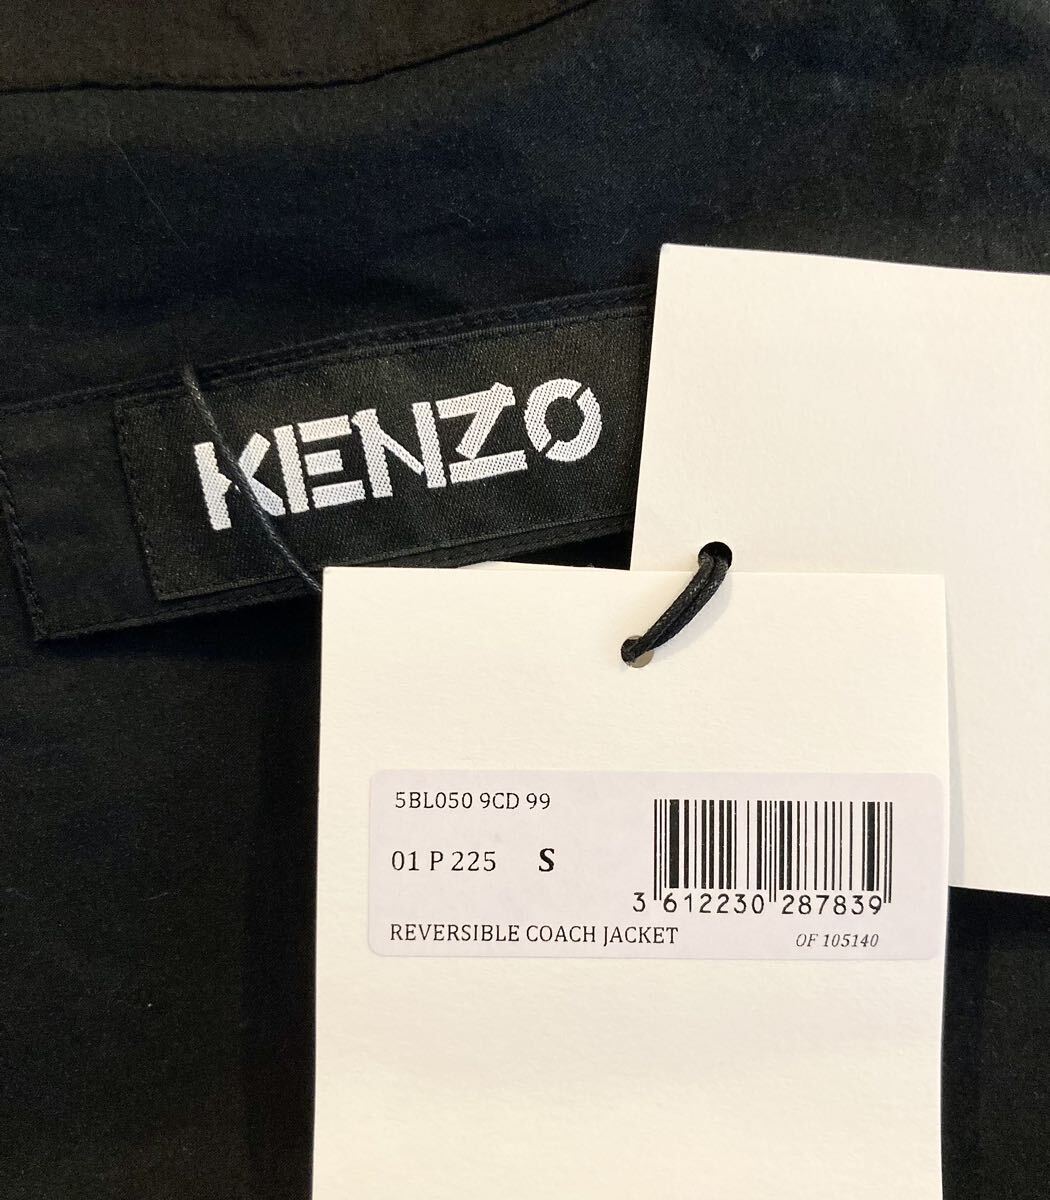 KENZO
5BL050 9CD 99
01 P 225 S
3 612230 287839
REVERSIBLE COACH JACKET
OF 105140